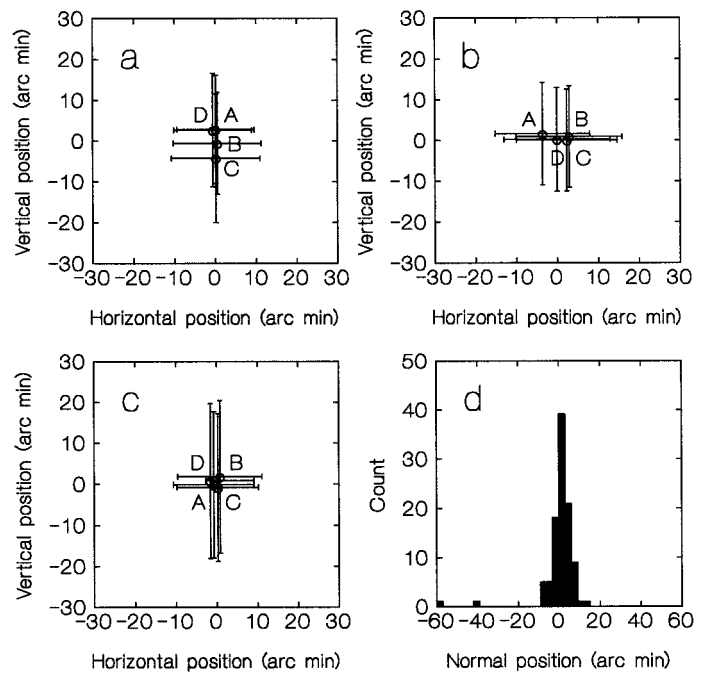 30
20
10
0
-10
-20
-30
-30 -20 -10 0 10 20 30
Vertical position (arc min)
Horizontal position (arc min)
a
D A
B
C
30
20
10
0
-10
-20
-30
-30 -20 -10 0 10 20 30
Vertical position (arc min)
Horizontal position (arc min)
b
A B
D C
30
20
10
0
-10
-20
-30
-30 -20 -10 0 10 20 30
Vertical position (arc min)
Horizontal position (arc min)
c
D B
A C
50
40
30
20
10
0
-60 -40 -20 0 20 40 60
Count
Normal position (arc min)
d